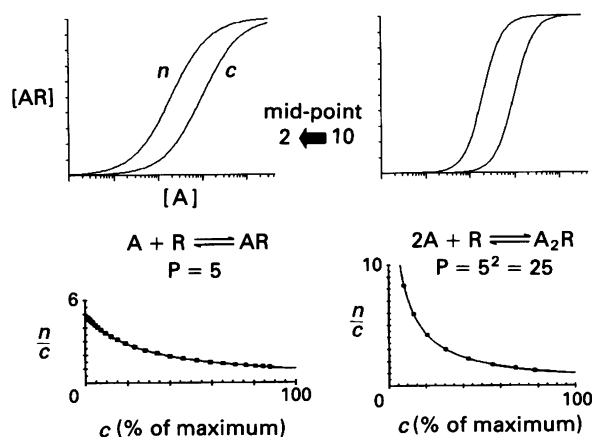 n
c
[AR]
mid-point
2 ← 10
[A]
A + R ⇌ AR
P = 5
2A + R ⇌ A₂R
P = 5² = 25
6
n/c
0
100
c (% of maximum)
10
n/c
0
100
c (% of maximum)